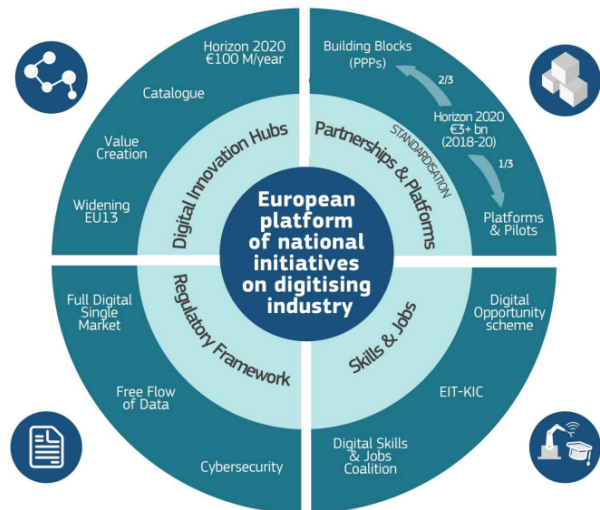 Horizon 2020
€100 M/year
Catalogue
Value
Creation
Widening
EU13
Digital Innovation Hubs
Building Blocks
(PPPs)
2/3
Horizon 2020
€3+ bn
(2018-20)
1/3
Platforms
& Pilots
STANDARDISATION
Partnerships & Platforms
European
platform
of national
initiatives
on digitising
industry
Full Digital
Single
Market
Free Flow
of Data
Cybersecurity
Regulatory Framework
Skills & Jobs
Digital
Opportunity
scheme
EIT-KIC
Digital Skills
& Jobs
Coalition